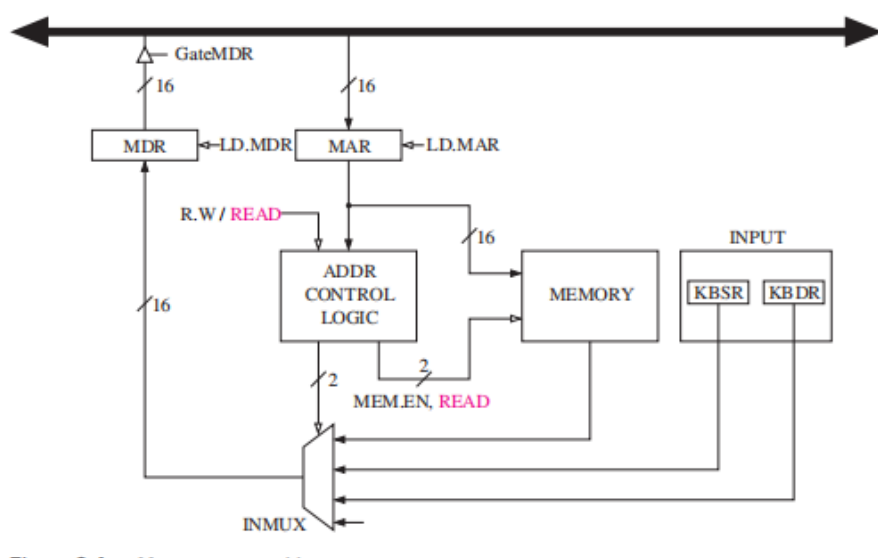 GateMDR
16
16
MDR
LD.MDR
MAR
LD.MAR
R.W / READ
16
INPUT
ADDR
CONTROL
LOGIC
MEMORY
KBSR
KBDR
16
2
2
MEM.EN, READ
INMUX